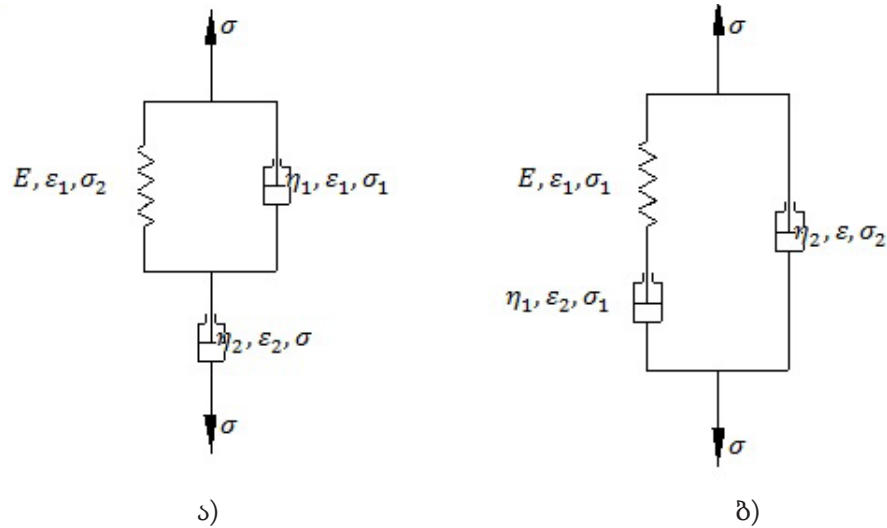 σ
E, ε₁, σ₂
η₁, ε₁, σ₁
η₂, ε₂, σ
σ
ა)
σ
E, ε₁, σ₁
η₂, ε, σ₂
η₁, ε₂, σ₁
σ
ბ)